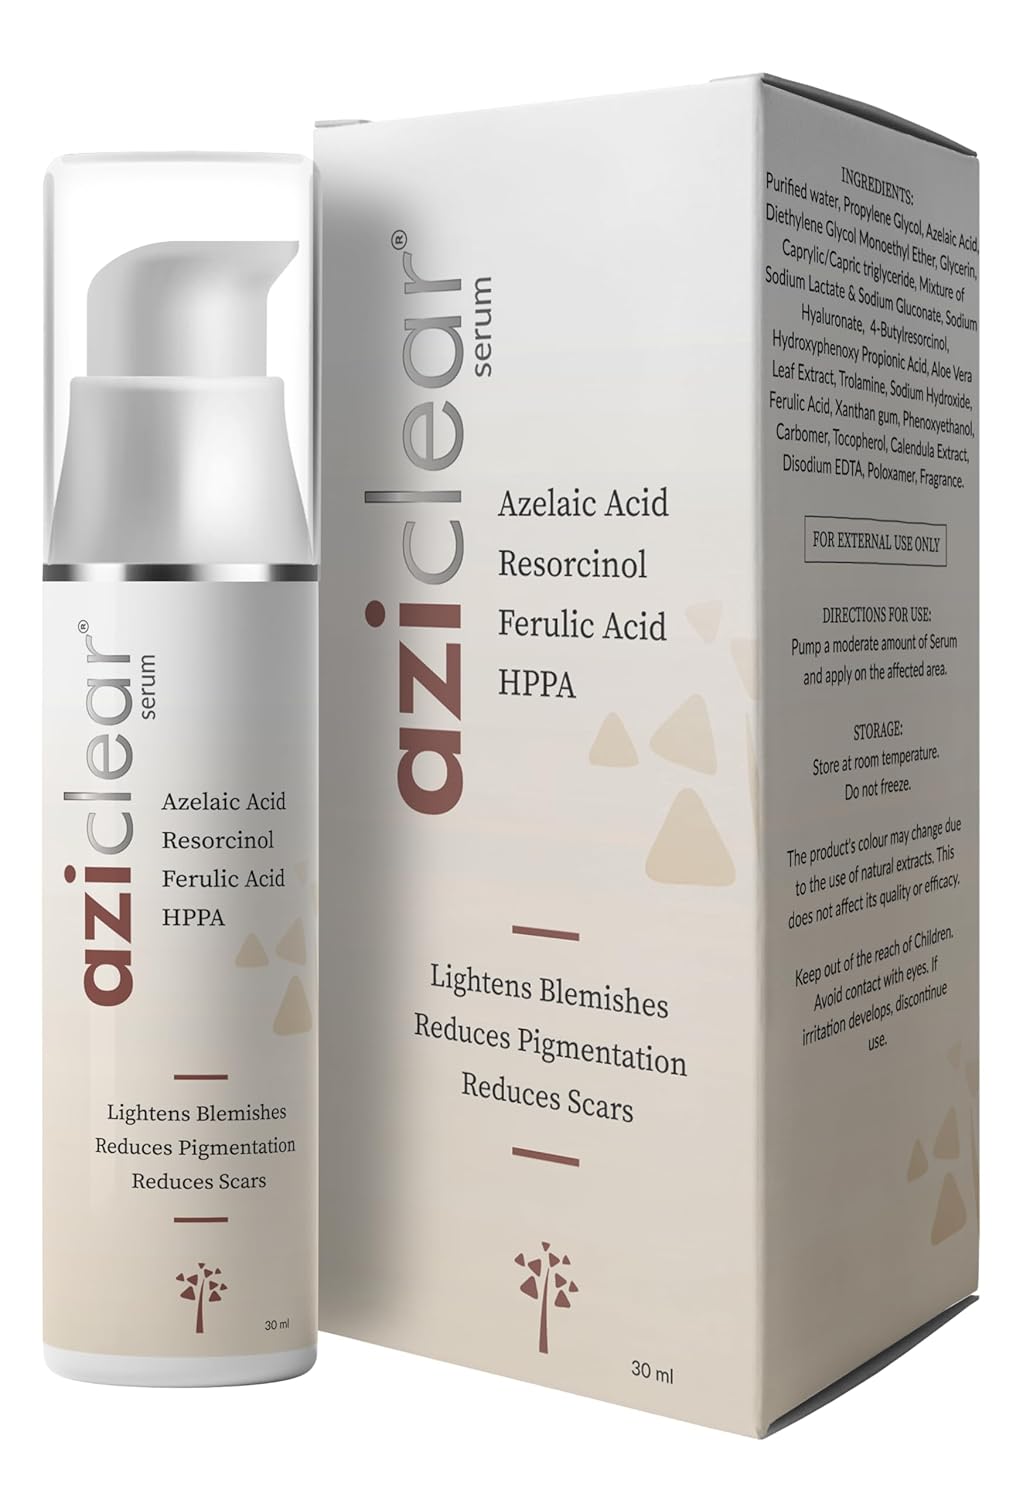 aziclear®
serum
Azelaic Acid
Resorcinol
Ferulic Acid
HPPA
Lightens Blemishes
Reduces Pigmentation
Reduces Scars
30 ml
aziclear®
serum
Azelaic Acid
Resorcinol
Ferulic Acid
HPPA
Lightens Blemishes
Reduces Pigmentation
Reduces Scars
30 ml
INGREDIENTS:
Purified water, Propylene Glycol, Azelaic Acid,
Diethylene Glycol Monoethyl Ether, Glycerin,
Caprylic/Capric triglyceride, Mixture of
Sodium Lactate & Sodium Gluconate, Sodium
Hyaluronate, 4-Butylresorcinol,
Hydroxyphenoxy Propionic Acid, Aloe Vera
Leaf Extract, Trolamine, Sodium Hydroxide,
Ferulic Acid, Xanthan gum, Phenoxyethanol,
Carbomer, Tocopherol, Calendula Extract,
Disodium EDTA, Poloxamer, Fragrance.
FOR EXTERNAL USE ONLY
DIRECTIONS FOR USE:
Pump a moderate amount of Serum
and apply on the affected area.
STORAGE:
Store at room temperature.
Do not freeze.
The product's colour may change due
to the use of natural extracts. This
does not affect its quality or efficacy.
Keep out of the reach of Children.
Avoid contact with eyes. If
irritation develops, discontinue
use.